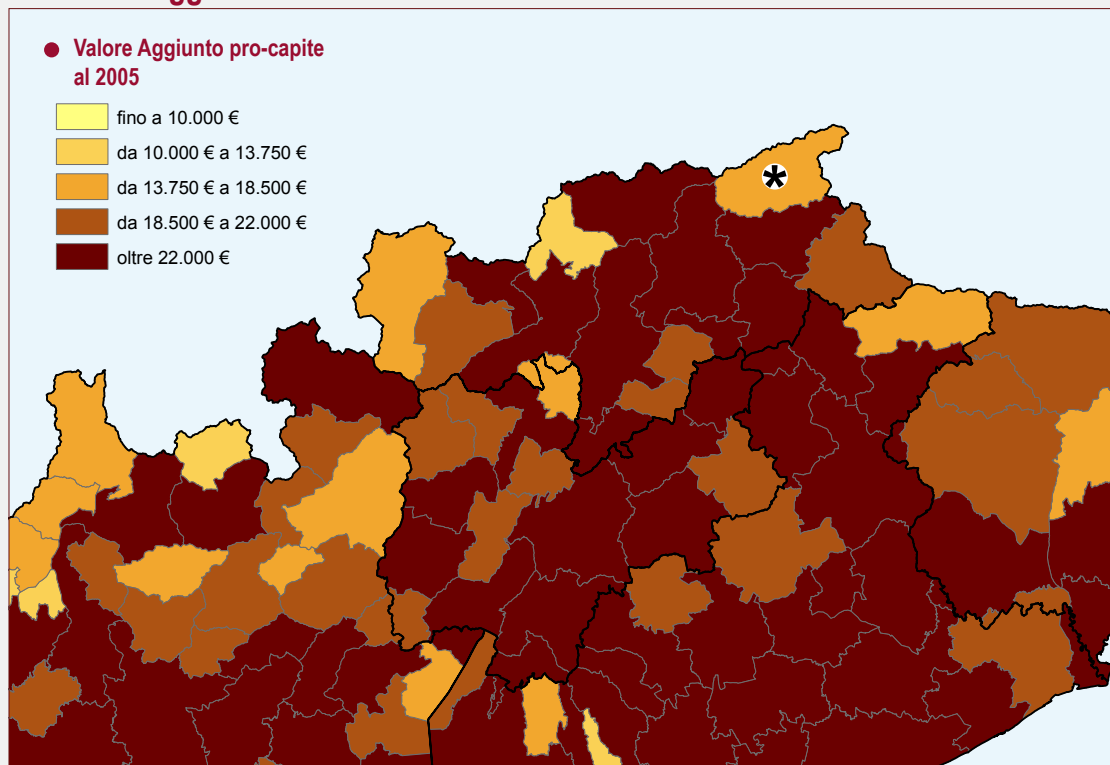 Valore Aggiunto pro-capite
al 2005
fino a 10.000 €
da 10.000 € a 13.750 €
da 13.750 € a 18.500 €
da 18.500 € a 22.000 €
oltre 22.000 €
*